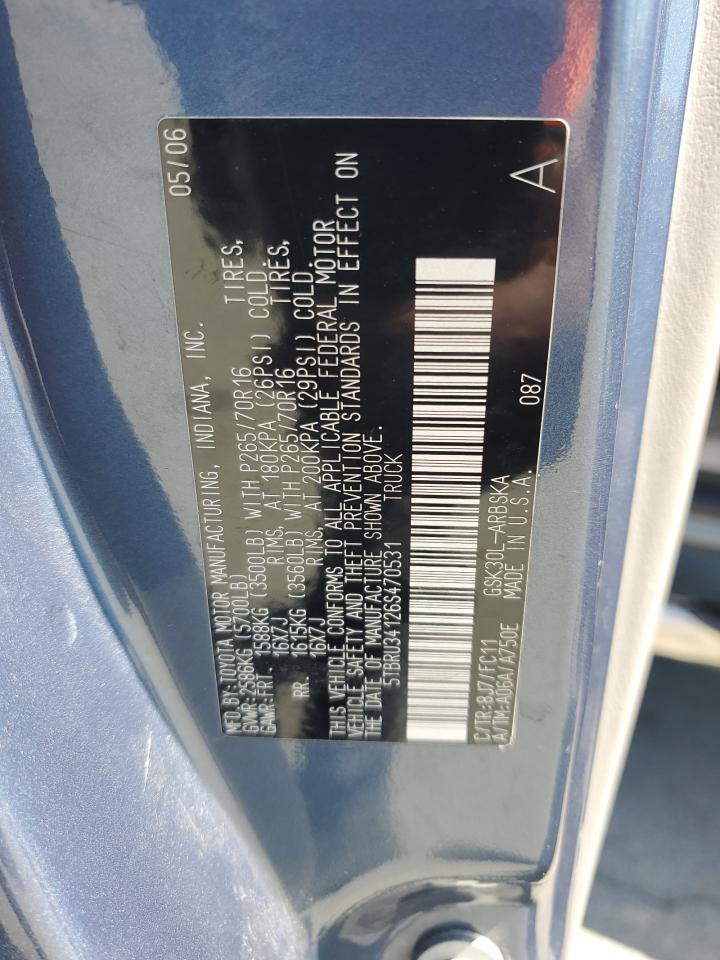 MFD. BY: TOYOTA MOTOR MANUFACTURING, INDIANA, INC. 05/06
GVWR: 2588KG (5700LB)
GAWR: FRT 1588KG (3500LB) WITH P265/70R16 TIRES,
16X7J RIMS, AT 180KPA (26PSI) COLD.
RR. 1615KG (3560LB) WITH P265/70R16 TIRES,
16X7J RIMS, AT 200KPA (29PSI) COLD.
THIS VEHICLE CONFORMS TO ALL APPLICABLE FEDERAL MOTOR
VEHICLE SAFETY AND THEFT PREVENTION STANDARDS IN EFFECT ON
THE DATE OF MANUFACTURE SHOWN ABOVE.
5TBRU34126S470531 TRUCK
C/TR: 8J7/FC11 GSK30L-ARBSKA
A/TM: A06A/A750E MADE IN U.S.A. 087 A